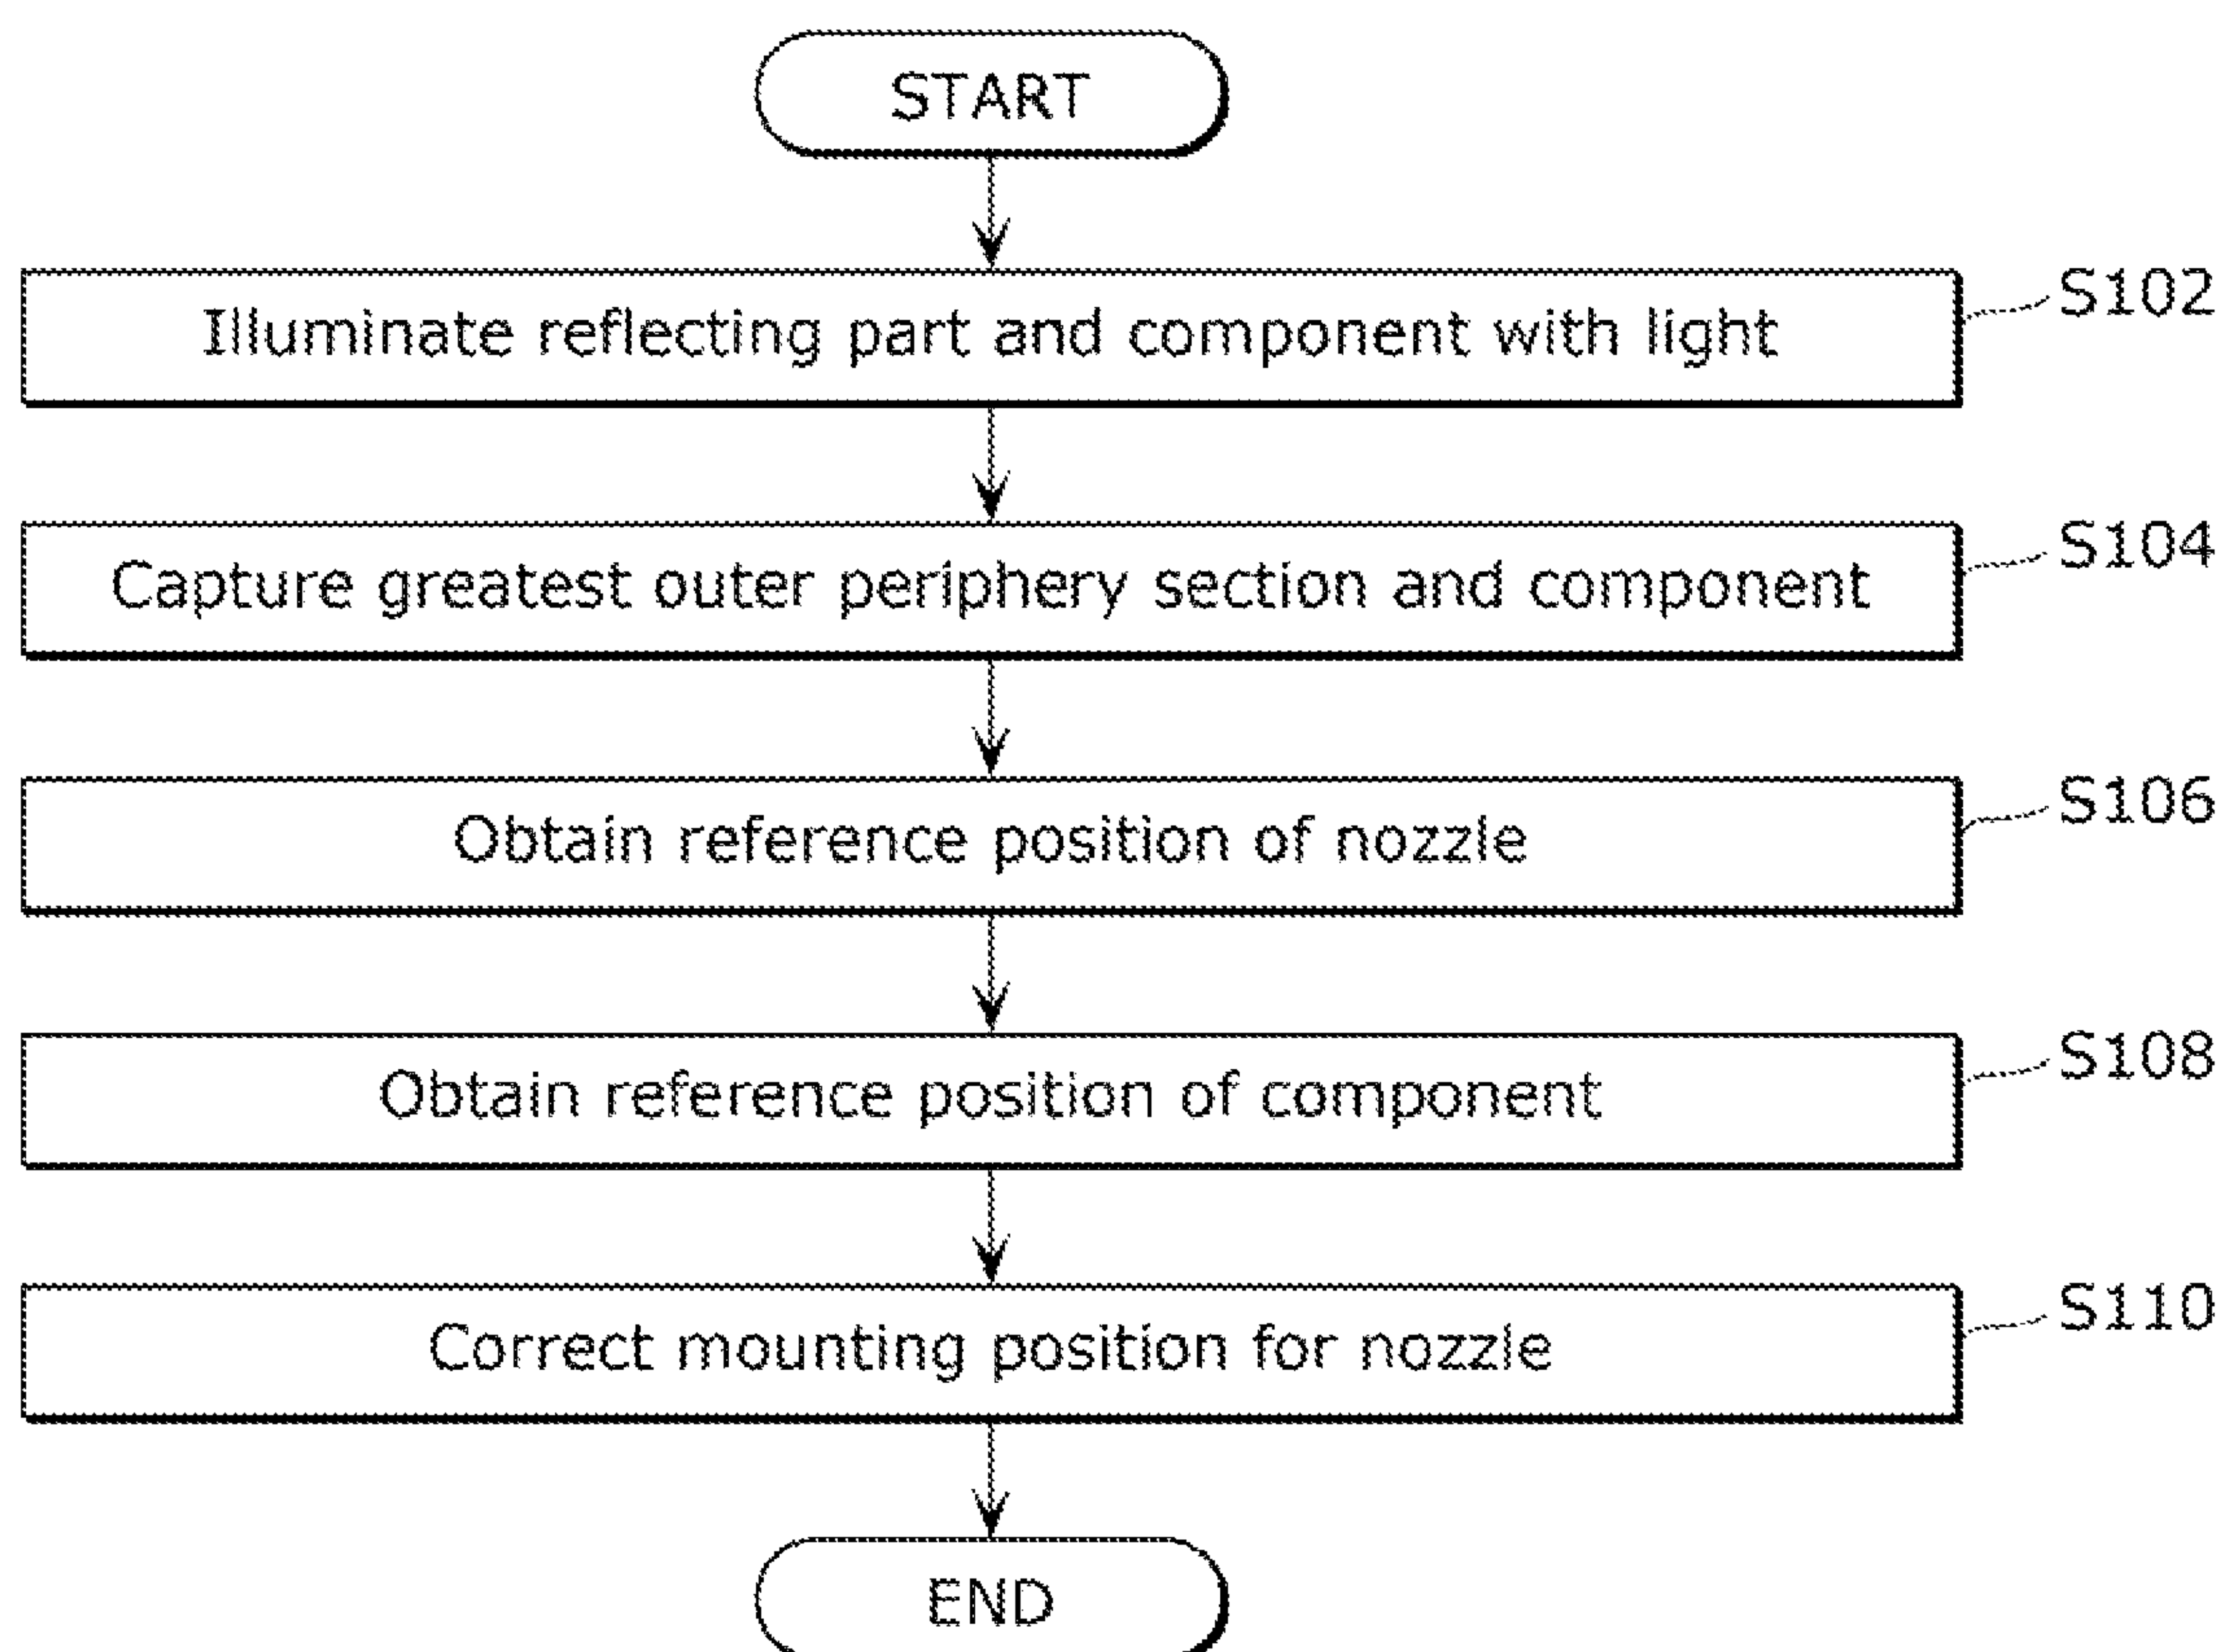 START
Illuminate reflecting part and component with light
S102
Capture greatest outer periphery section and component
S104
Obtain reference position of nozzle
S106
Obtain reference position of component
S108
Correct mounting position for nozzle
S110
END